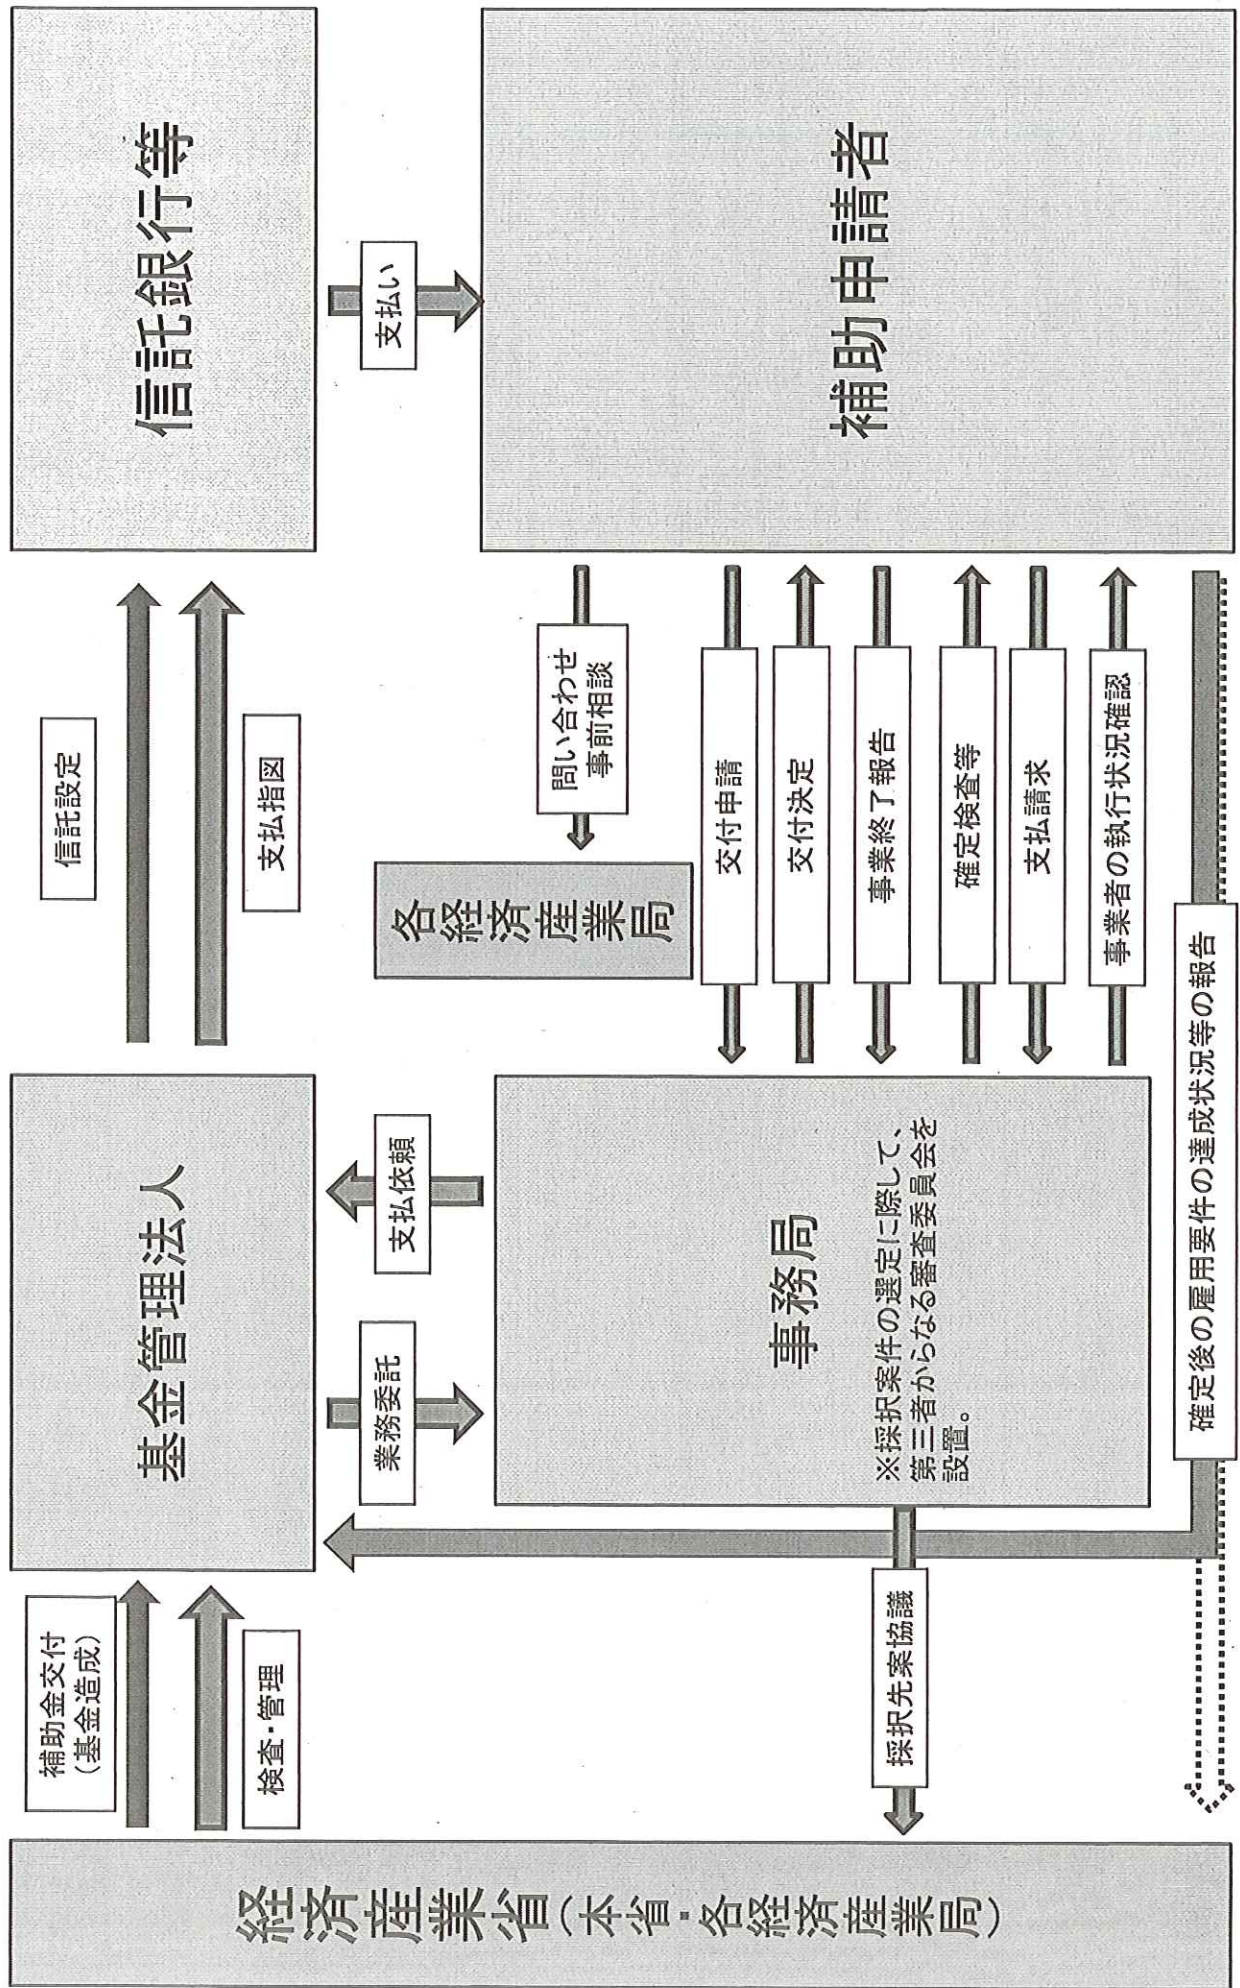 経済産業省(本省・各経済産業局)
補助金交付
(基金造成)
検査・管理
基金管理法人
信託設定
支払指図
信託銀行等
業務委託
支払依頼
支払い
事務局
※採択案件の選定に際して、
第三者からなる審査委員会を
設置。
採択先案協議
各経済産業局
問い合わせ
事前相談
交付申請
交付決定
事業終了報告
確定検査等
支払請求
事業者の執行状況確認
補助申請者
確定後の雇用要件の達成状況等の報告